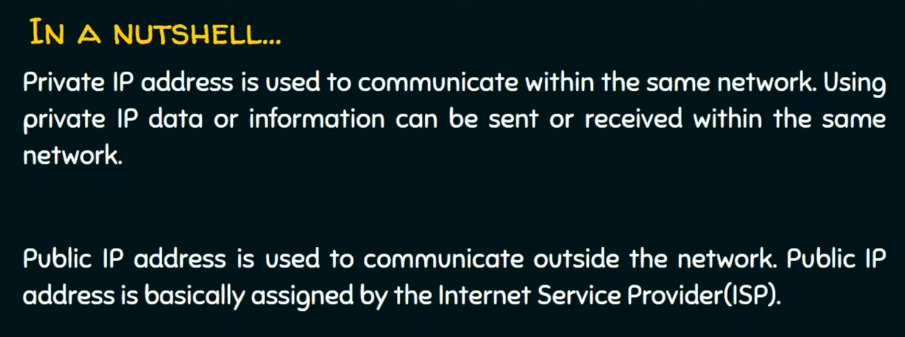 In a nutshell...
Private IP address is used to communicate within the same network. Using
private IP data or information can be sent or received within the same
network.
Public IP address is used to communicate outside the network. Public IP
address is basically assigned by the Internet Service Provider(ISP).